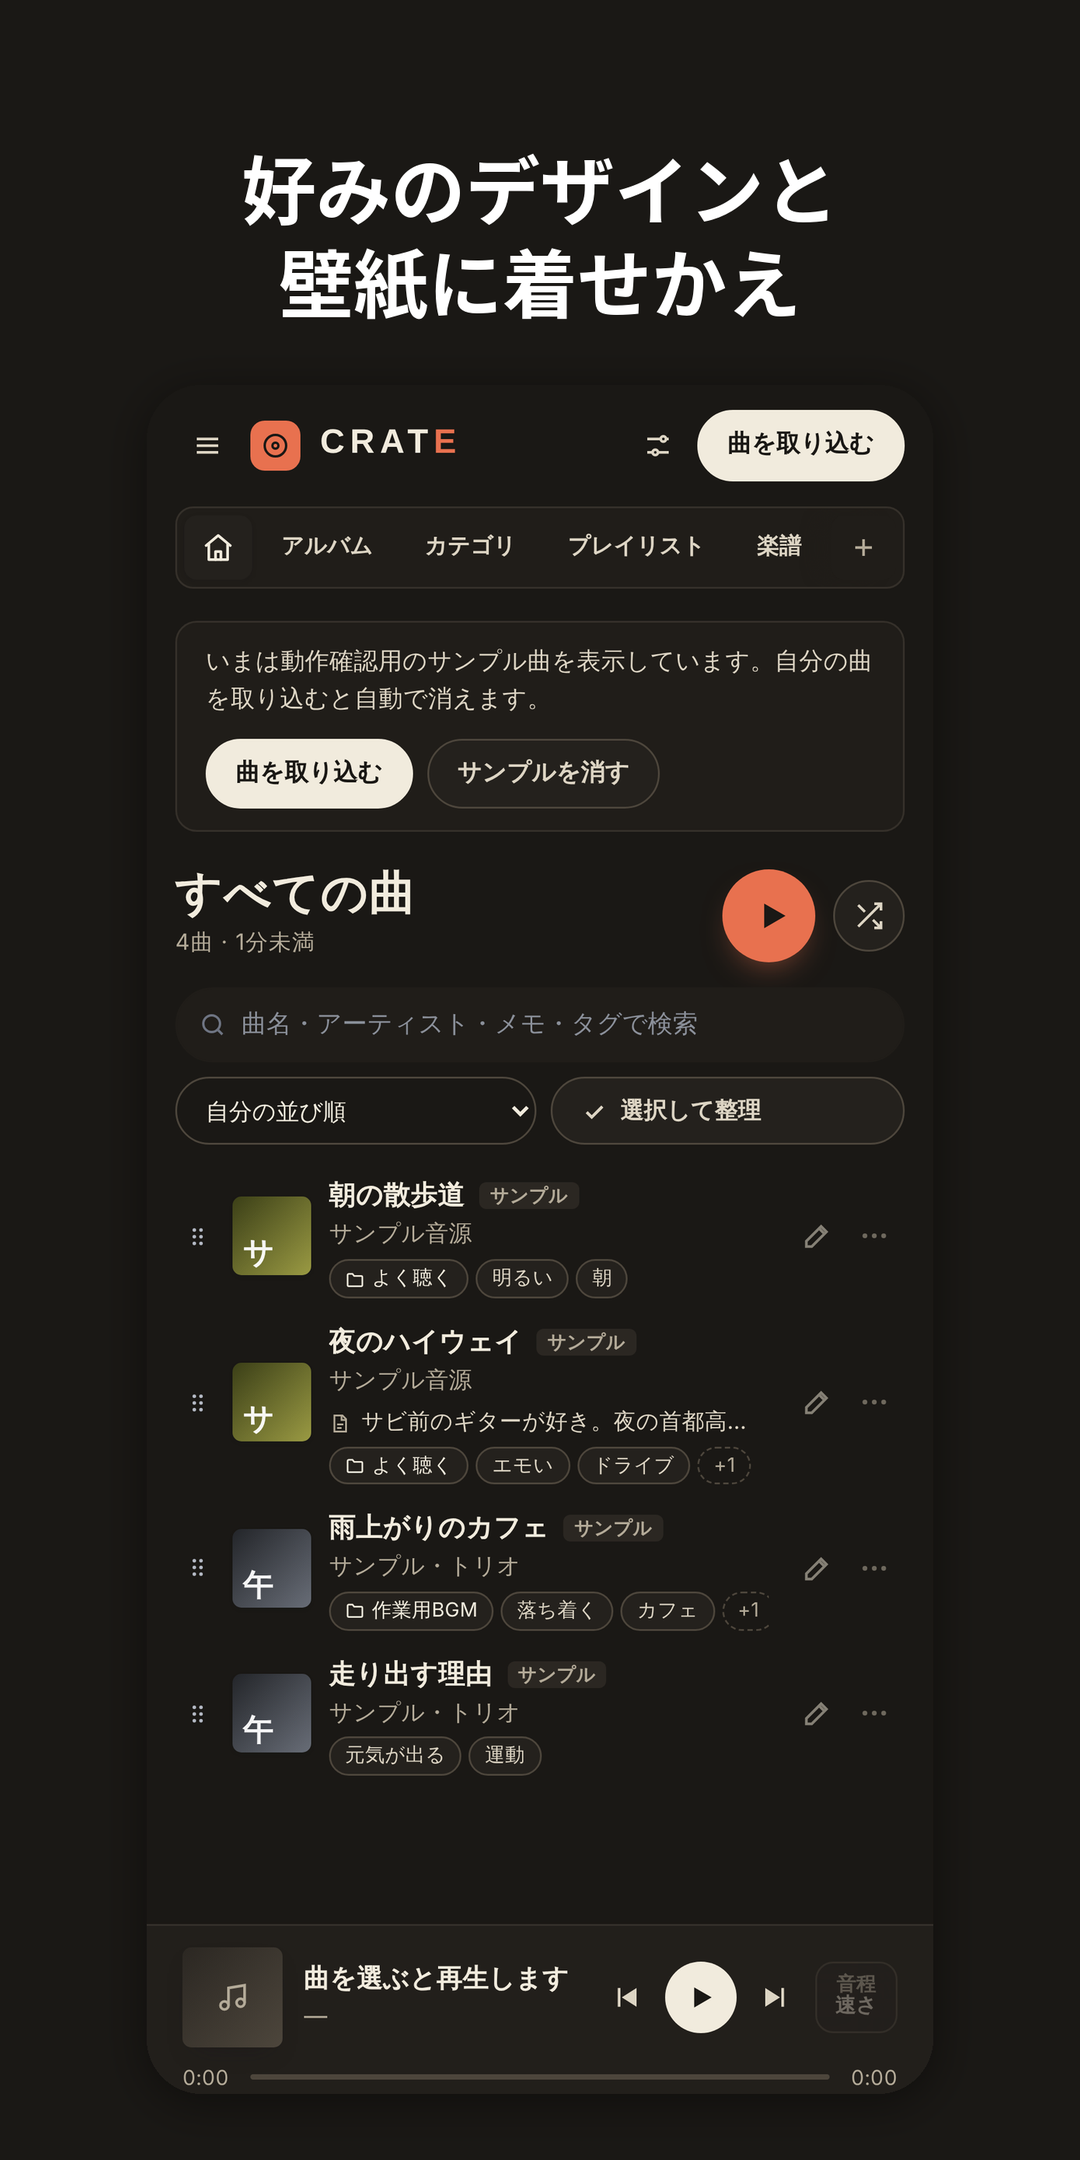 好みのデザインと
壁紙に着せかえ
CRATE
曲を取り込む
アルバム カテゴリ プレイリスト 楽譜 +
いまは動作確認用のサンプル曲を表示しています。自分の曲
を取り込むと自動で消えます。
曲を取り込む サンプルを消す
すべての曲
4曲・1分未満
曲名・アーティスト・メモ・タグで検索
自分の並び順 選択して整理
サ
朝の散歩道 サンプル
サンプル音源
よく聴く 明るい 朝
サ
夜のハイウェイ サンプル
サンプル音源
サビ前のギターが好き。夜の首都高...
よく聴く エモい ドライブ +1
午
雨上がりのカフェ サンプル
サンプル・トリオ
作業用BGM 落ち着く カフェ +1
午
走り出す理由 サンプル
サンプル・トリオ
元気が出る 運動
曲を選ぶと再生します
—
音程
速さ
0:00 0:00